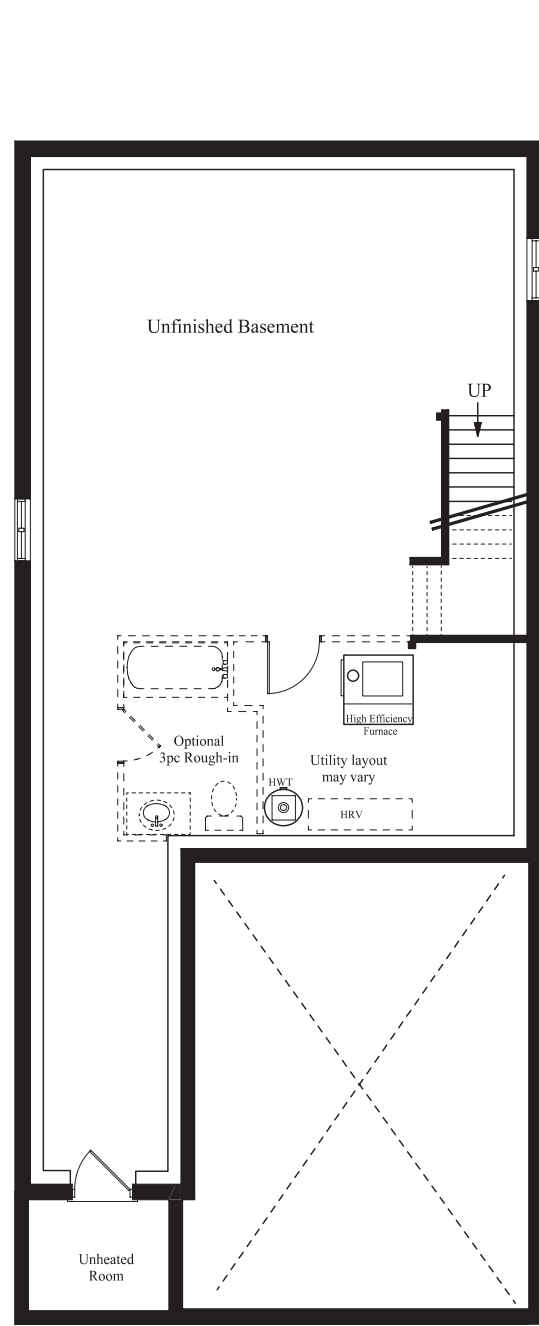 Unfinished Basement
UP
High Efficiency
Furnace
Optional
3pc Rough-in
Utility layout
may vary
HWT
HRV
Unheated
Room